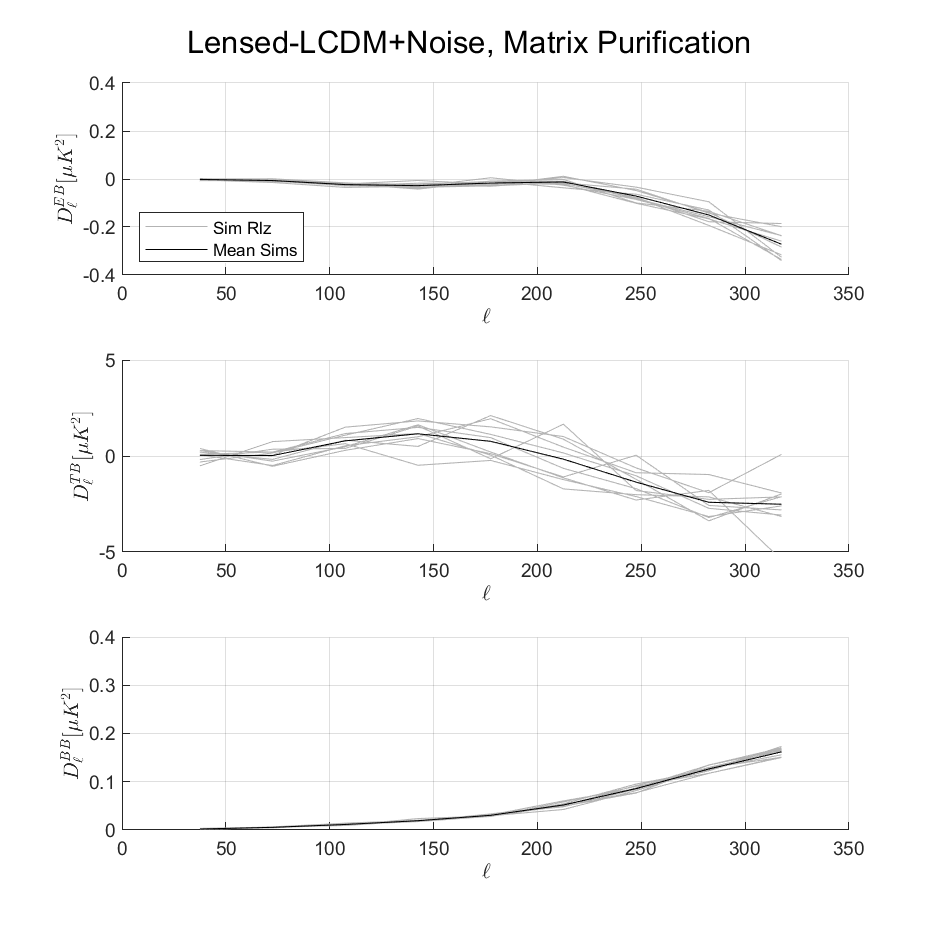 Lensed-LCDM+Noise, Matrix Purification
0.4
0.2
0
-0.2
-0.4
D_ℓ^{EB}[μK^2]
Sim Rlz
Mean Sims
0 50 100 150 200 250 300 350
ℓ
5
0
-5
D_ℓ^{TB}[μK^2]
0 50 100 150 200 250 300 350
ℓ
0.4
0.3
0.2
0.1
0
D_ℓ^{BB}[μK^2]
0 50 100 150 200 250 300 350
ℓ